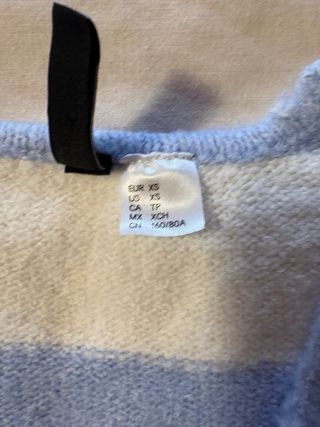 EUR XS
US XS
CA TP
MX XCH
CN 160/80A